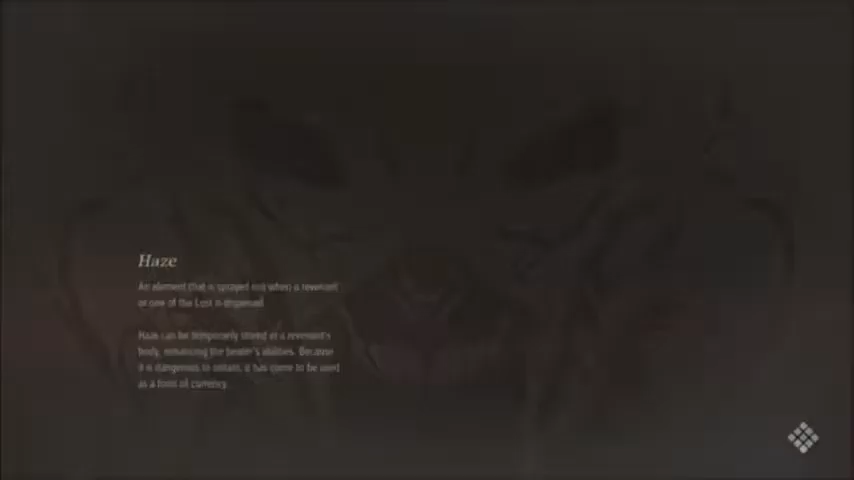 Haze
An element that is sprayed out when a revenant
or one of the Lost is dispersed.
Haze can be temporarily stored in a revenant's
body, enhancing the bearer's abilities. Because
it is dangerous to obtain, it has come to be used
as a form of currency.